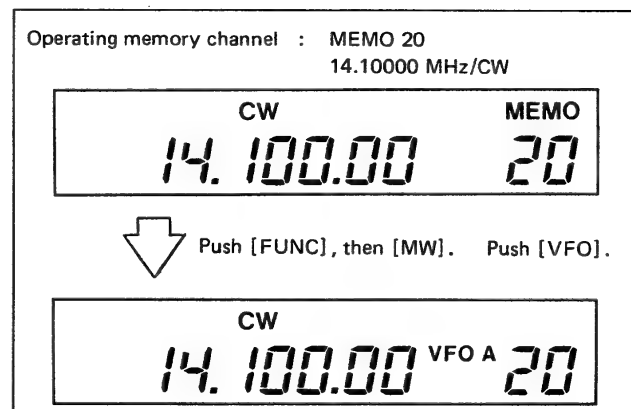 Operating memory channel : MEMO 20
14.10000 MHz/CW
CW MEMO
14.100.00 20
Push [FUNC], then [MW]. Push [VFO].
CW
14.100.00 VFO A 20